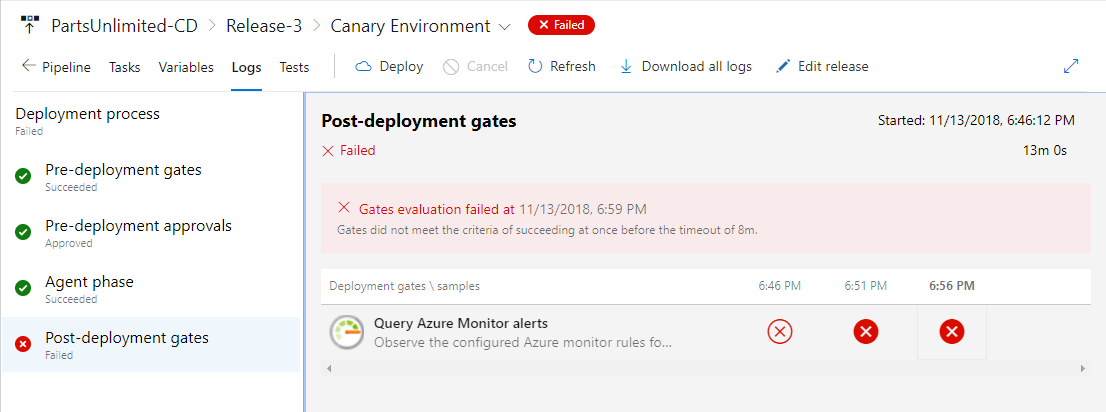 PartsUnlimited-CD > Release-3 > Canary Environment Failed
Pipeline Tasks Variables Logs Tests Deploy Cancel Refresh Download all logs Edit release
Deployment process
Failed
Pre-deployment gates
Succeeded
Pre-deployment approvals
Approved
Agent phase
Succeeded
Post-deployment gates
Failed
Post-deployment gates Started: 11/13/2018, 6:46:12 PM
Failed 13m 0s
Gates evaluation failed at 11/13/2018, 6:59 PM
Gates did not meet the criteria of succeeding at once before the timeout of 8m.
Deployment gates \ samples 6:46 PM 6:51 PM 6:56 PM
Query Azure Monitor alerts
Observe the configured Azure monitor rules fo...